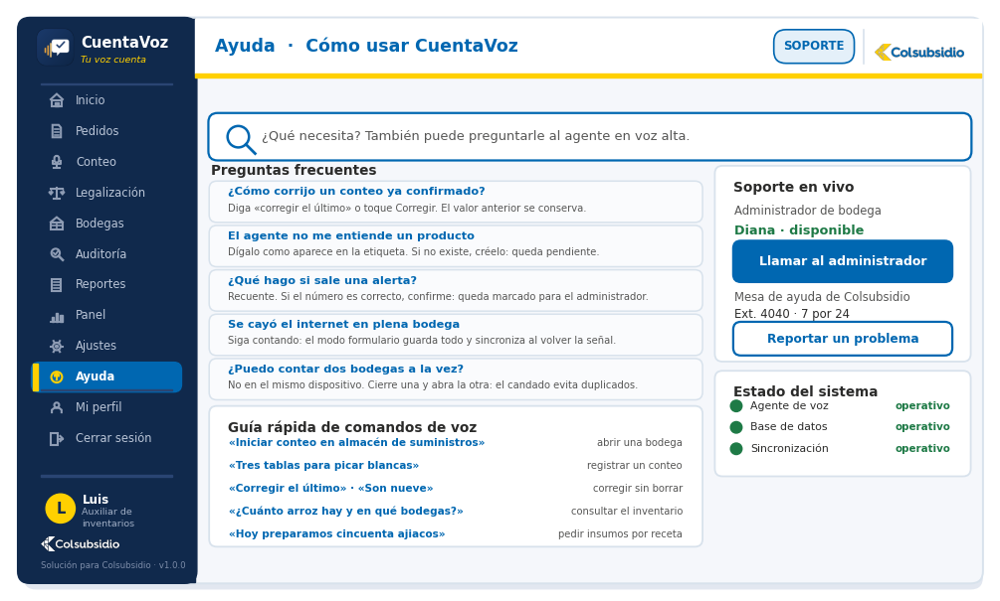 CuentaVoz
Tu voz cuenta
Inicio
Pedidos
Conteo
Legalización
Bodegas
Auditoría
Reportes
Panel
Ajustes
Ayuda
Mi perfil
Cerrar sesión
L
Luis
Auxiliar de
inventarios
Colsubsidio
Solución para Colsubsidio · v1.0.0
Ayuda · Cómo usar CuentaVoz
SOPORTE
Colsubsidio
¿Qué necesita? También puede preguntarle al agente en voz alta.
Preguntas frecuentes
¿Cómo corrijo un conteo ya confirmado?
Diga «corregir el último» o toque Corregir. El valor anterior se conserva.
El agente no me entiende un producto
Dígalo como aparece en la etiqueta. Si no existe, créelo: queda pendiente.
¿Qué hago si sale una alerta?
Recuente. Si el número es correcto, confirme: queda marcado para el administrador.
Se cayó el internet en plena bodega
Siga contando: el modo formulario guarda todo y sincroniza al volver la señal.
¿Puedo contar dos bodegas a la vez?
No en el mismo dispositivo. Cierre una y abra la otra: el candado evita duplicados.
Guía rápida de comandos de voz
«Iniciar conteo en almacén de suministros» abrir una bodega
«Tres tablas para picar blancas» registrar un conteo
«Corregir el último» · «Son nueve» corregir sin borrar
«¿Cuánto arroz hay y en qué bodegas?» consultar el inventario
«Hoy preparamos cincuenta ajiacos» pedir insumos por receta
Soporte en vivo
Administrador de bodega
Diana · disponible
Llamar al administrador
Mesa de ayuda de Colsubsidio
Ext. 4040 · 7 por 24
Reportar un problema
Estado del sistema
Agente de voz operativo
Base de datos operativo
Sincronización operativo